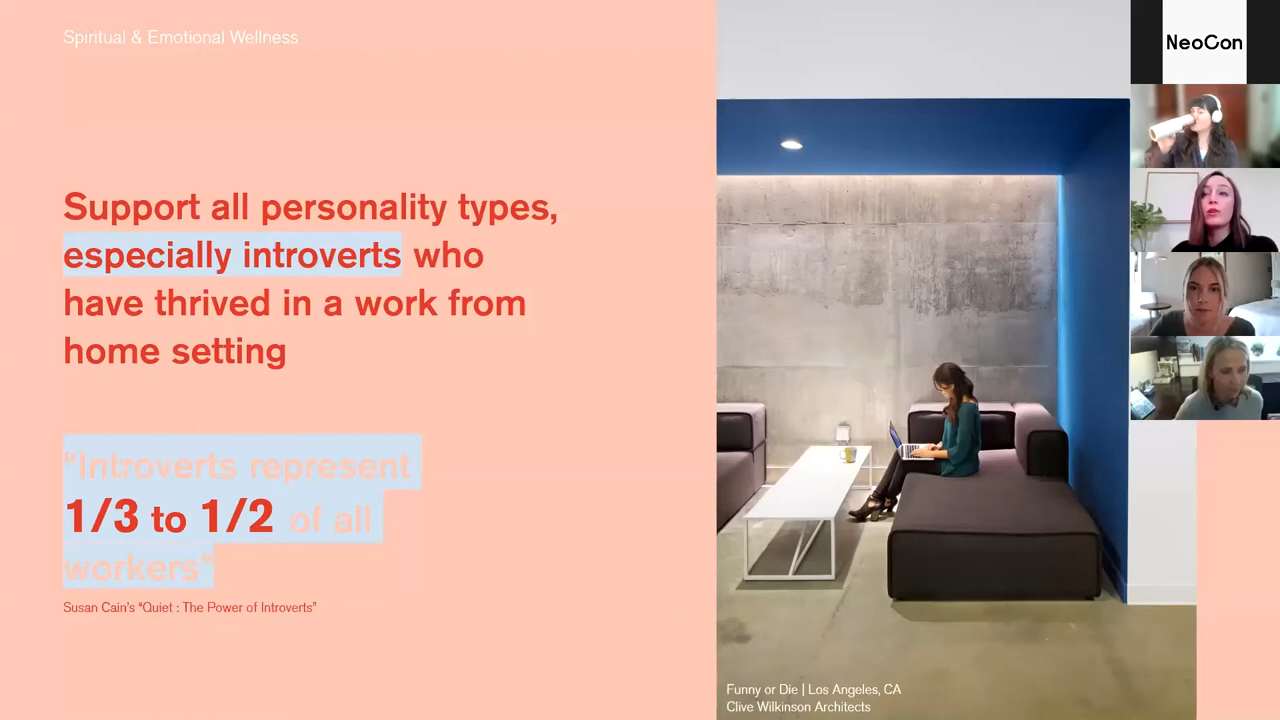 Spiritual & Emotional Wellness
NeoCon
Support all personality types,
especially introverts who
have thrived in a work from
home setting
“Introverts represent
1/3 to 1/2 of all
workers”
Susan Cain's “Quiet : The Power of Introverts”
Funny or Die | Los Angeles, CA
Clive Wilkinson Architects